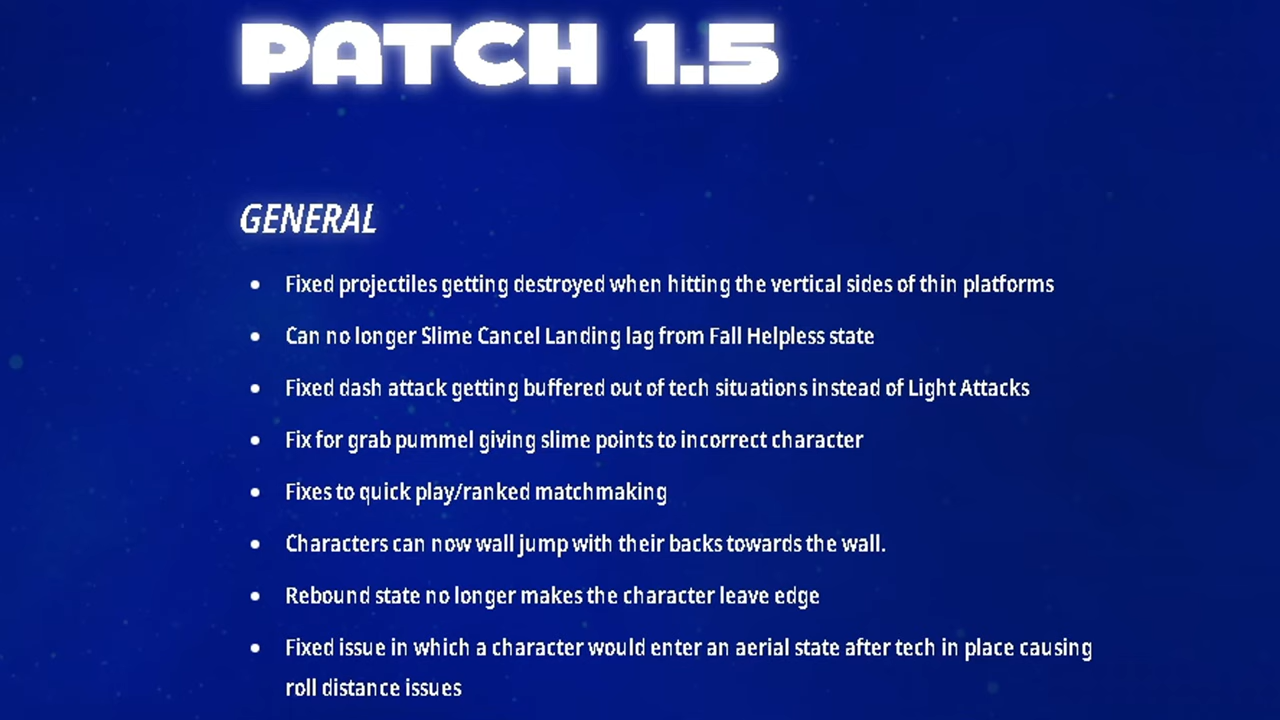 PATCH 1.5
GENERAL
• Fixed projectiles getting destroyed when hitting the vertical sides of thin platforms
• Can no longer Slime Cancel Landing lag from Fall Helpless state
• Fixed dash attack getting buffered out of tech situations instead of Light Attacks
• Fix for grab pummel giving slime points to incorrect character
• Fixes to quick play/ranked matchmaking
• Characters can now wall jump with their backs towards the wall.
• Rebound state no longer makes the character leave edge
• Fixed issue in which a character would enter an aerial state after tech in place causing
roll distance issues